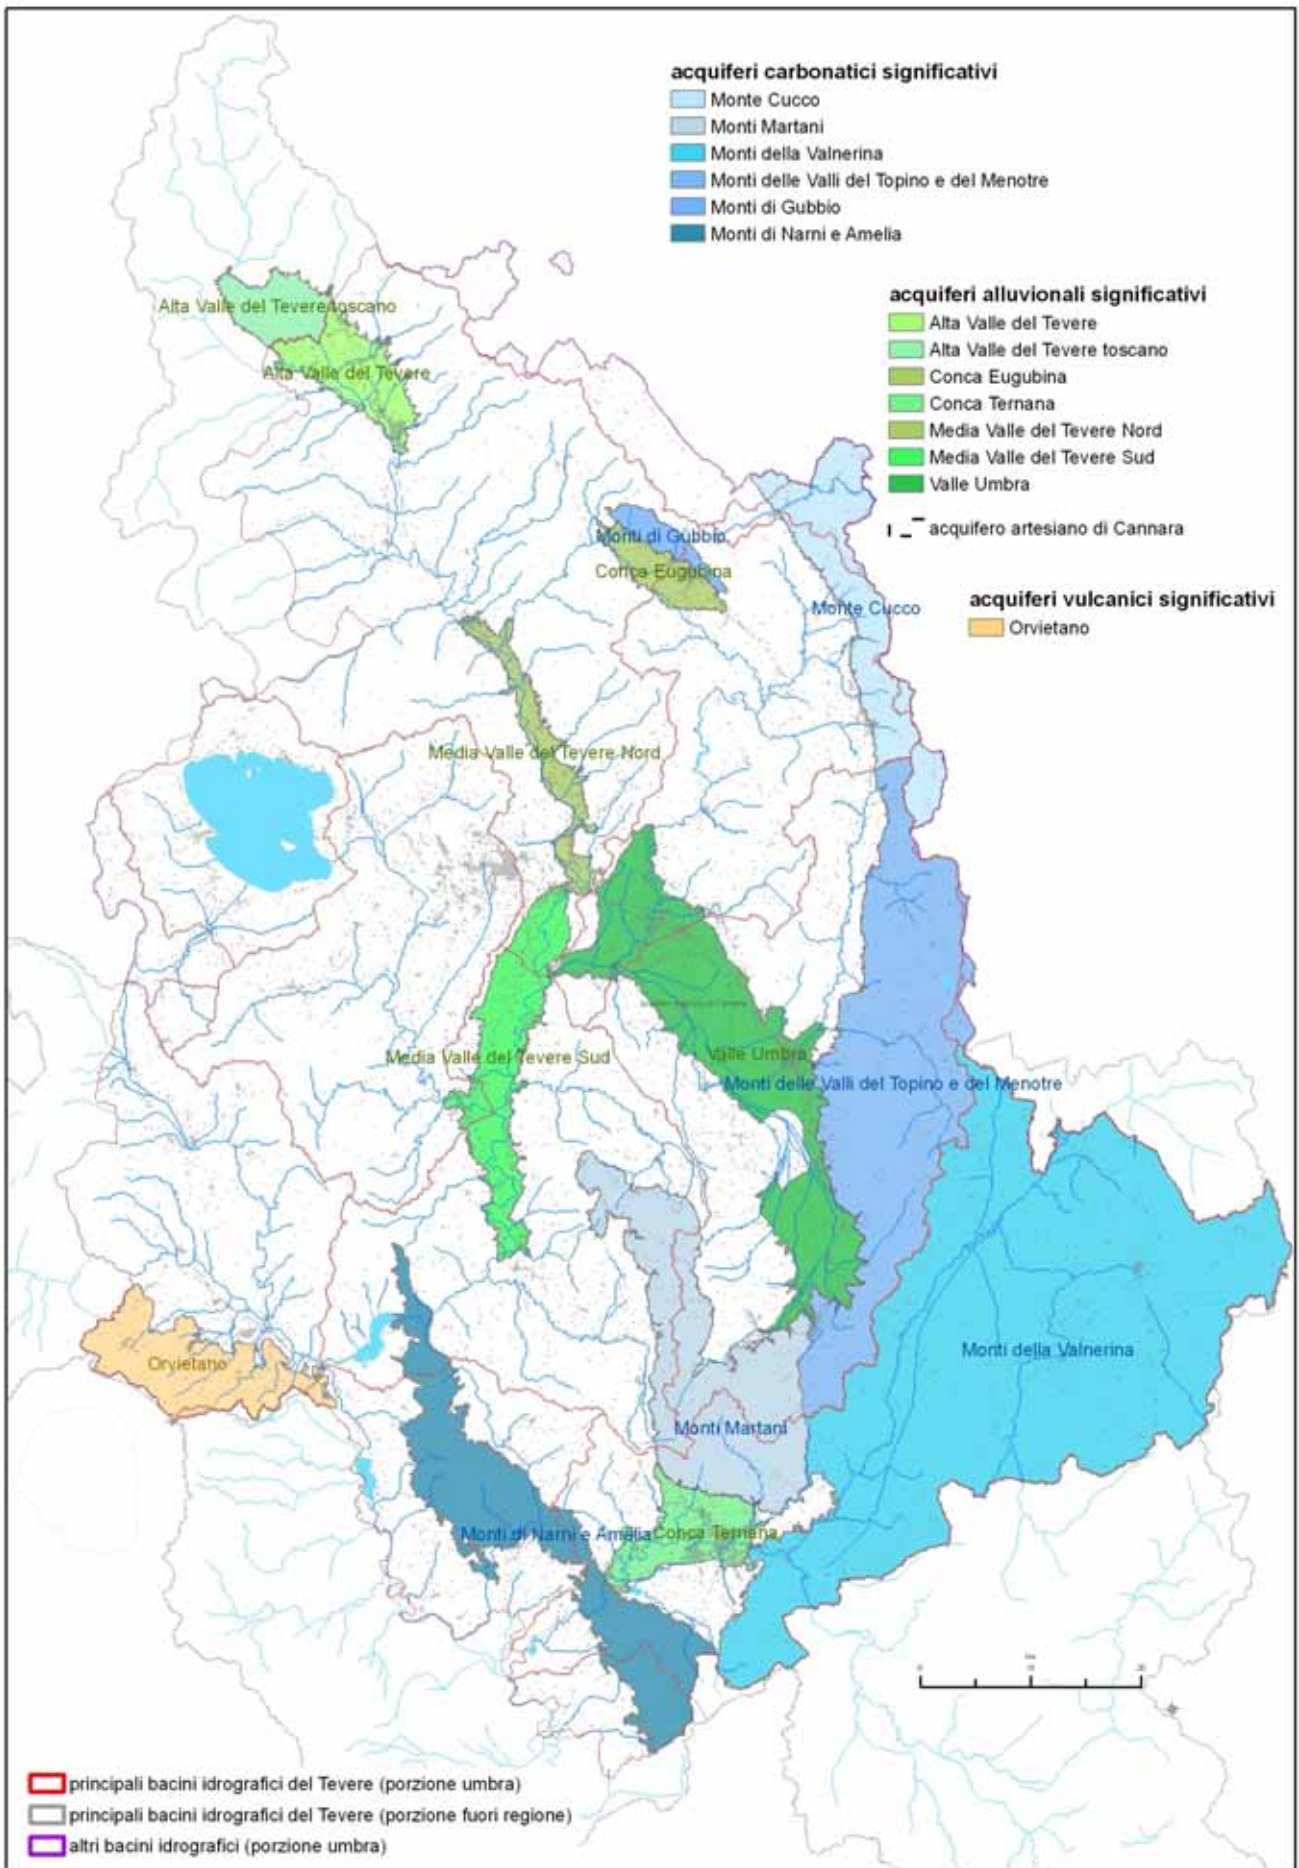 acquiferi carbonatici significativi
Monte Cucco
Monti Martani
Monti della Valnerina
Monti delle Valli del Topino e del Menotre
Monti di Gubbio
Monti di Narni e Amelia
acquiferi alluvionali significativi
Alta Valle del Tevere
Alta Valle del Tevere toscano
Conca Eugubina
Conca Ternana
Media Valle del Tevere Nord
Media Valle del Tevere Sud
Valle Umbra
acquifero artesiano di Cannara
acquiferi vulcanici significativi
Orvietano
Alta Valle del Tevere toscano
Alta Valle del Tevere
Monti di Gubbio
Conca Eugubina
Monte Cucco
Media Valle del Tevere Nord
Media Valle del Tevere Sud
Valle Umbra
Monti delle Valli del Topino e del Menotre
Monti della Valnerina
Orvietano
Monti Martani
Monti di Narni e Amelia
Conca Ternana
principali bacini idrografici del Tevere (porzione umbra)
principali bacini idrografici del Tevere (porzione fuori regione)
altri bacini idrografici (porzione umbra)